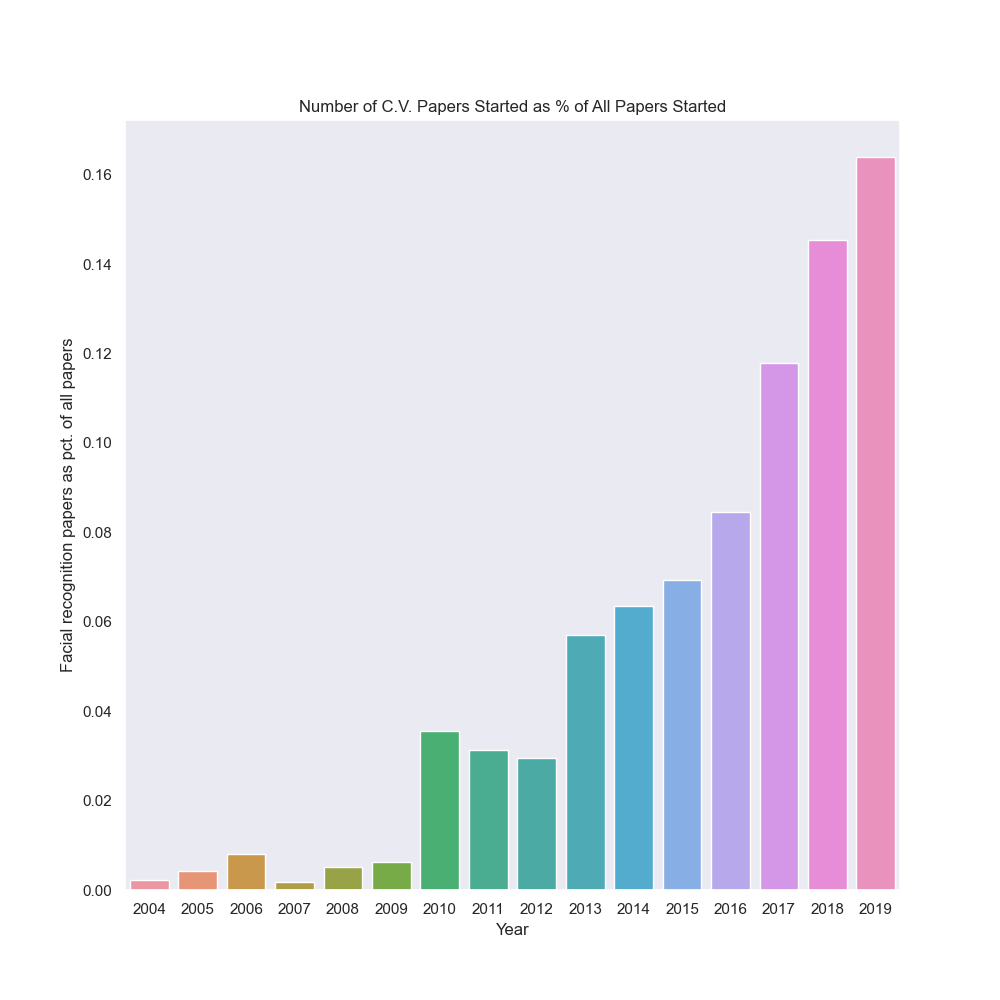 Number of C.V. Papers Started as % of All Papers Started
Facial recognition papers as pct. of all papers
0.16
0.14
0.12
0.10
0.08
0.06
0.04
0.02
0.00
2004 2005 2006 2007 2008 2009 2010 2011 2012 2013 2014 2015 2016 2017 2018 2019
Year